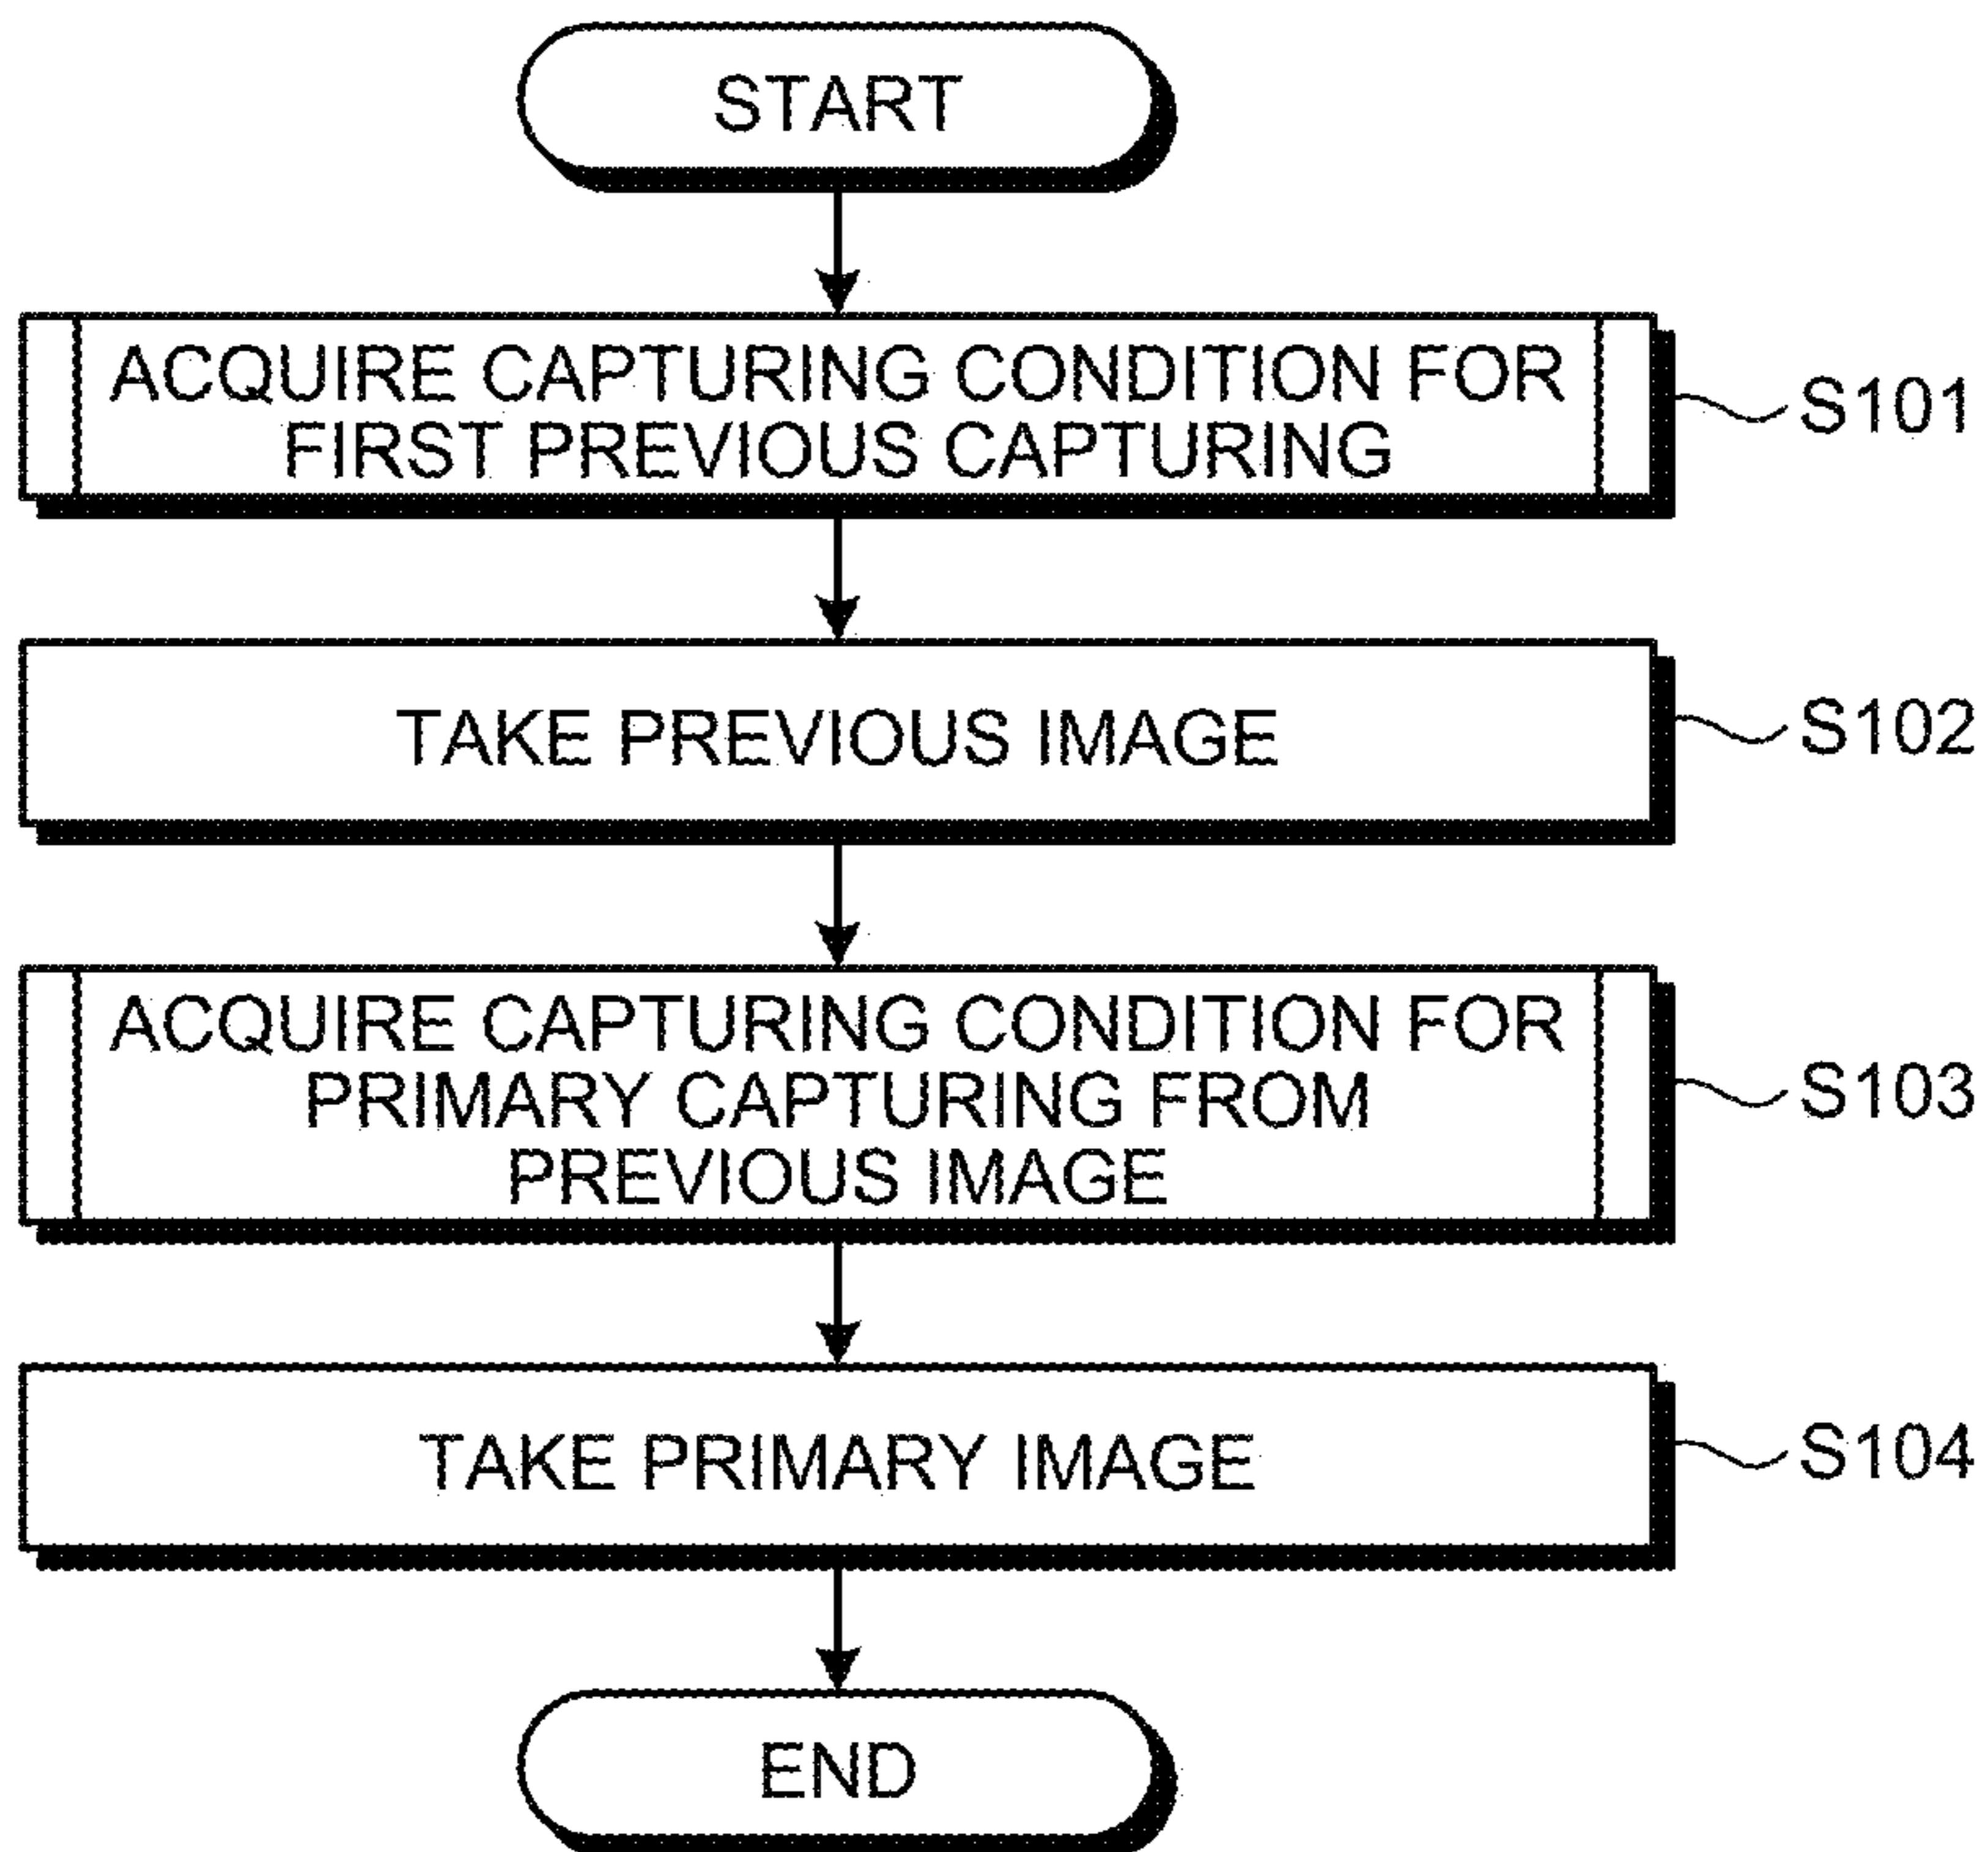 START
ACQUIRE CAPTURING CONDITION FOR
FIRST PREVIOUS CAPTURING
S101
TAKE PREVIOUS IMAGE
S102
ACQUIRE CAPTURING CONDITION FOR
PRIMARY CAPTURING FROM
PREVIOUS IMAGE
S103
TAKE PRIMARY IMAGE
S104
END